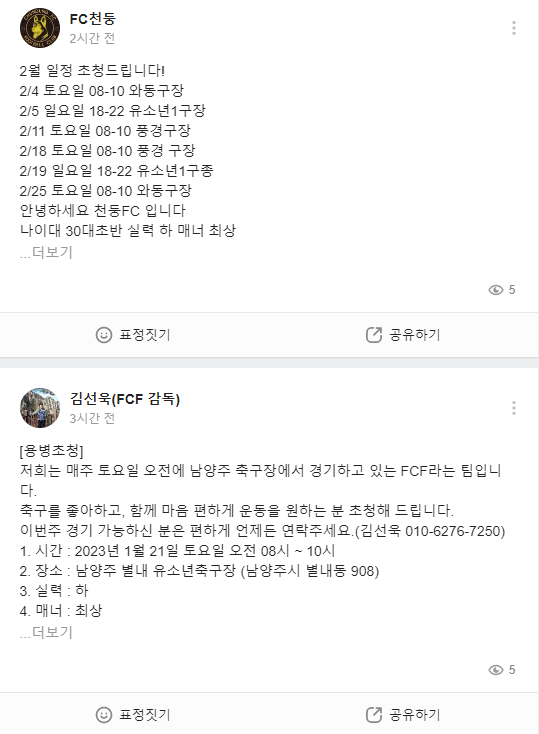 FC천둥
2시간 전
2월 일정 초청드립니다!
2/4 토요일 08-10 와동구장
2/5 일요일 18-22 유소년1구장
2/11 토요일 08-10 풍경구장
2/18 토요일 08-10 풍경 구장
2/19 일요일 18-22 유소년1구종
2/25 토요일 08-10 와동구장
안녕하세요 천둥FC 입니다
나이대 30대초반 실력 하 매너 최상
...더보기
5
표정짓기 공유하기
김선욱(FCF 감독)
3시간 전
[용병초청]
저희는 매주 토요일 오전에 남양주 축구장에서 경기하고 있는 FCF라는 팀입니
다.
축구를 좋아하고, 함께 마음 편하게 운동을 원하는 분 초청해 드립니다.
이번주 경기 가능하신 분은 편하게 언제든 연락주세요.(김선욱 010-6276-7250)
1. 시간 : 2023년 1월 21일 토요일 오전 08시 ~ 10시
2. 장소 : 남양주 별내 유소년축구장 (남양주시 별내동 908)
3. 실력 : 하
4. 매너 : 최상
...더보기
5
표정짓기 공유하기